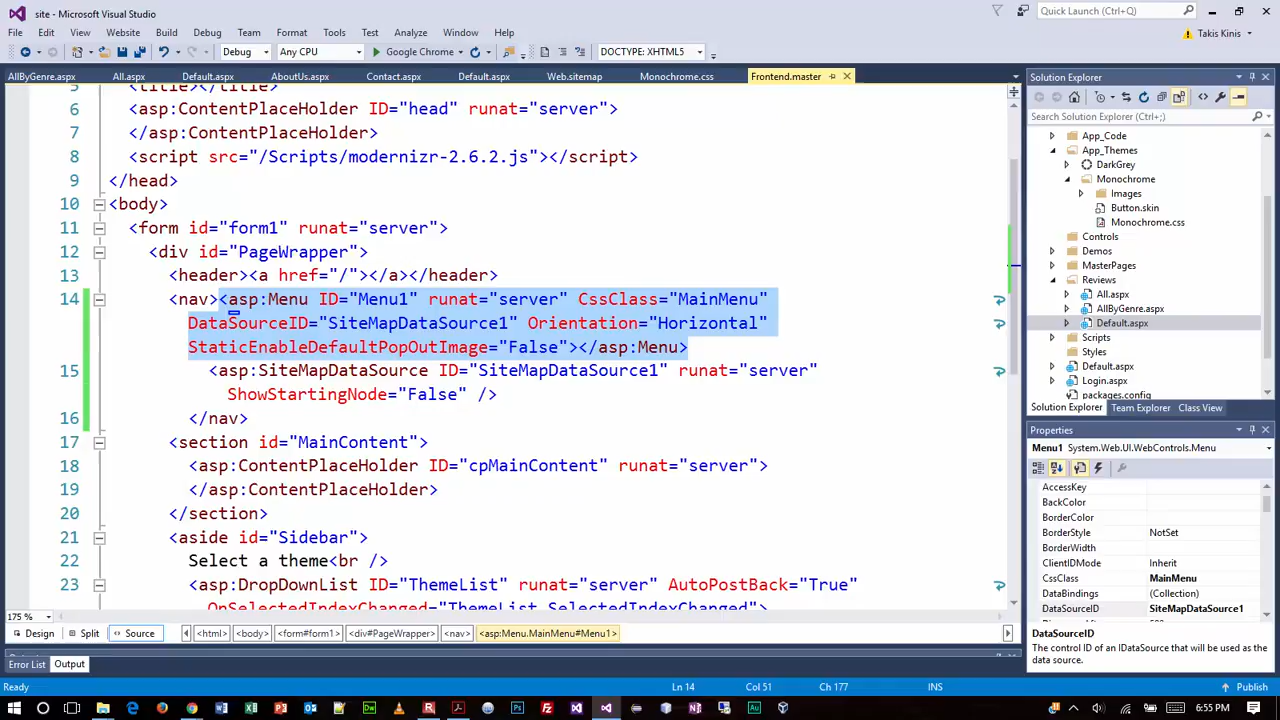 site - Microsoft Visual Studio
Quick Launch (Ctrl+Q)
File Edit View Website Build Debug Team Format Tools Test Analyze Window Help
Takis Kinis
Debug Any CPU Google Chrome DOCTYPE: XHTML5
AllByGenre.aspx All.aspx Default.aspx AboutUs.aspx Contact.aspx Default.aspx Web.sitemap Monochrome.css Frontend.master
5 <title></title>
6 <asp:ContentPlaceHolder ID="head" runat="server">
7 </asp:ContentPlaceHolder>
8 <script src="/Scripts/modernizr-2.6.2.js"></script>
9 </head>
10 <body>
11 <form id="form1" runat="server">
12 <div id="PageWrapper">
13 <header><a href="/"></a></header>
14 <nav><asp:Menu ID="Menu1" runat="server" CssClass="MainMenu"
DataSourceID="SiteMapDataSource1" Orientation="Horizontal"
StaticEnableDefaultPopOutImage="False"></asp:Menu>
15 <asp:SiteMapDataSource ID="SiteMapDataSource1" runat="server"
ShowStartingNode="False" />
16 </nav>
17 <section id="MainContent">
18 <asp:ContentPlaceHolder ID="cpMainContent" runat="server">
19 </asp:ContentPlaceHolder>
20 </section>
21 <aside id="Sidebar">
22 Select a theme<br />
23 <asp:DropDownList ID="ThemeList" runat="server" AutoPostBack="True"
OnSelectedIndexChanged="ThemeList_SelectedIndexChanged">
175 %
Design Split Source <html> <body> <form#form1> <div#PageWrapper> <nav> <asp:Menu.MainMenu#Menu1>
Error List Output
Solution Explorer
Search Solution Explorer (Ctrl+;)
App_Code
App_Themes
DarkGrey
Monochrome
Images
Button.skin
Monochrome.css
Controls
Demos
MasterPages
Reviews
All.aspx
AllByGenre.aspx
Default.aspx
Scripts
Styles
Default.aspx
Login.aspx
packages.config
Solution Explorer Team Explorer Class View
Properties
Menu1 System.Web.UI.WebControls.Menu
AccessKey
BackColor
BorderColor
BorderStyle NotSet
BorderWidth
ClientIDMode Inherit
CssClass MainMenu
DataBindings (Collection)
DataSourceID SiteMapDataSource1
DataSourceID
The control ID of an IDataSource that will be used as the
data source.
Ready Ln 14 Col 51 Ch 177 INS Publish
6:55 PM